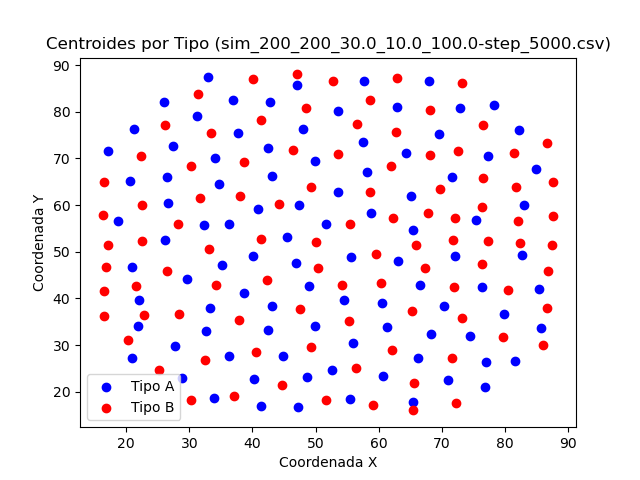 Centroides por Tipo (sim_200_200_30.0_10.0_100.0-step_5000.csv)
90
80
70
60
50
40
30
20
Coordenada Y
Tipo A
Tipo B
20 30 40 50 60 70 80 90
Coordenada X